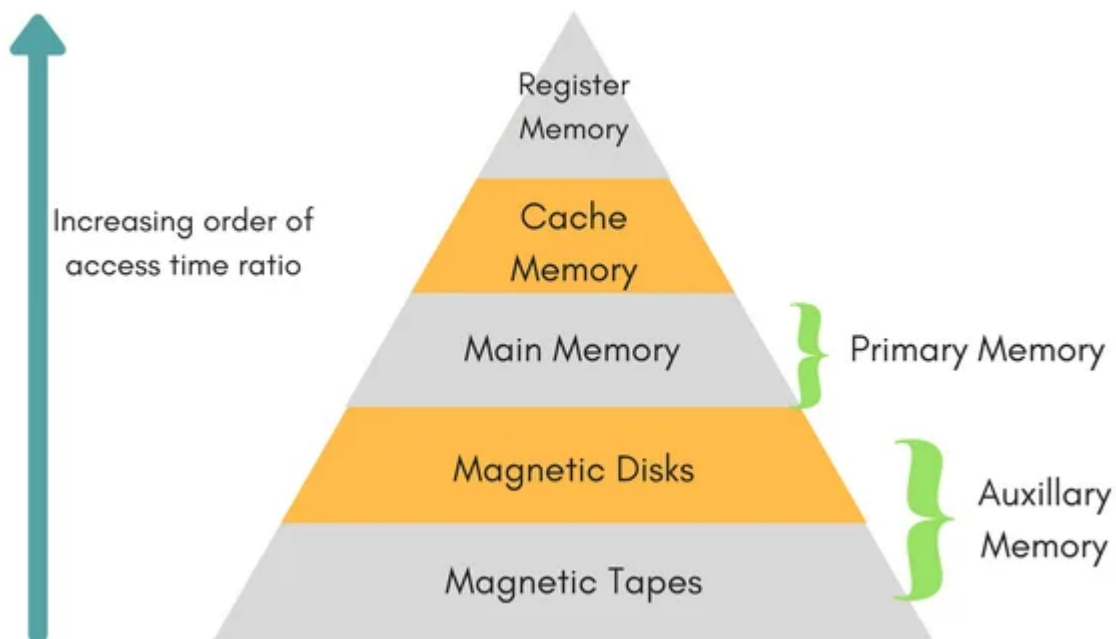 Register
Memory
Increasing order of
access time ratio
Cache
Memory
Main Memory
Primary Memory
Magnetic Disks
Auxillary
Memory
Magnetic Tapes